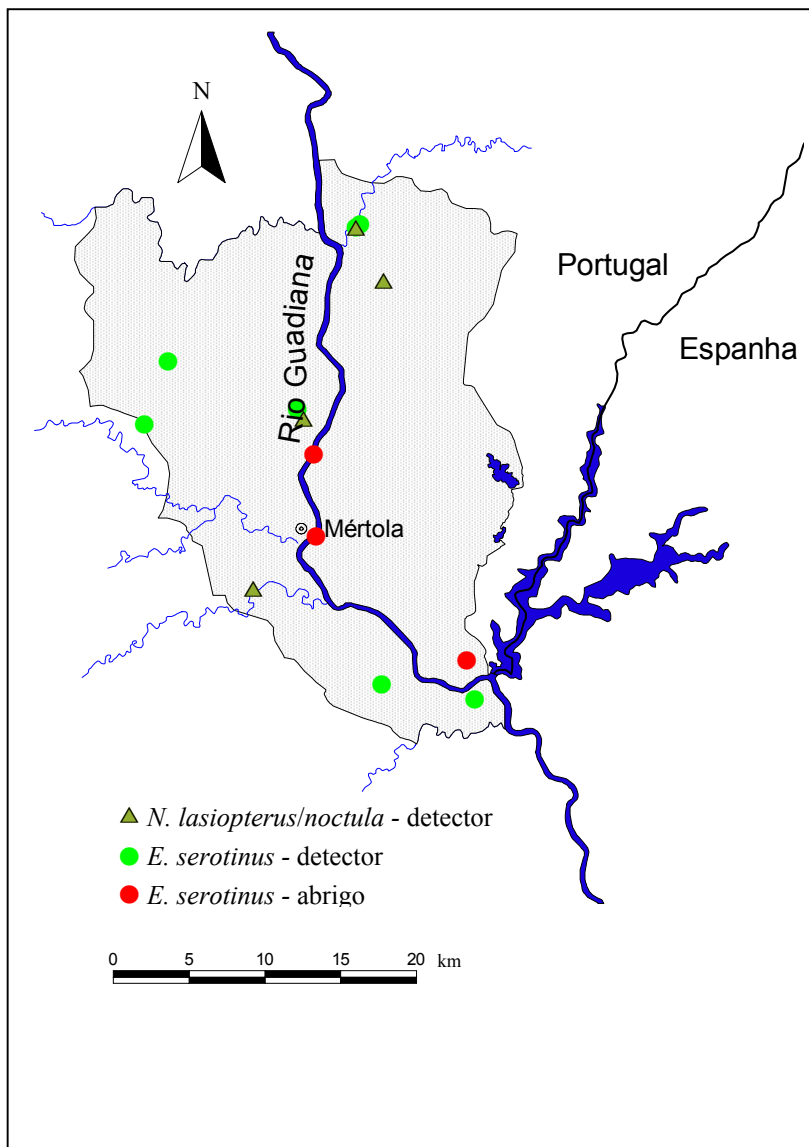 N
Portugal
Espanha
Rio Guadiana
Mértola
N. lasiopterus/noctula - detector
E. serotinus - detector
E. serotinus - abrigo
0 5 10 15 20 km